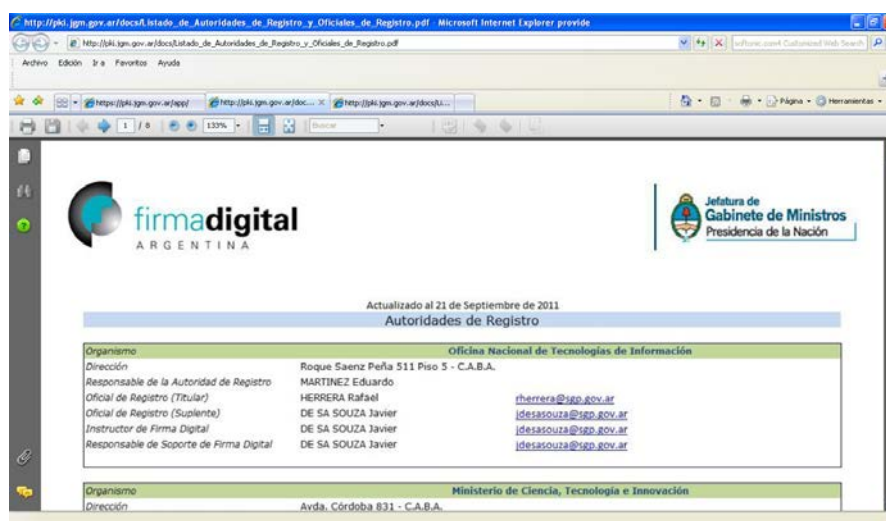 http://pki.jgm.gov.ar/docs/Listado_de_Autoridades_de_Registro_y_Oficiales_de_Registro.pdf - Microsoft Internet Explorer provide
http://pki.jgm.gov.ar/docs/Listado_de_Autoridades_de_Registro_y_Oficiales_de_Registro.pdf
Customized Web Search
Archivo Edición Ir a Favoritos Ayuda
https://pki.jgm.gov.ar/app/ http://pki.jgm.gov.ar/doc... http://pki.jgm.gov.ar/docs/Li... Página Herramientas
1 / 6 133% Buscar
firmadigital
ARGENTINA
Jefatura de
Gabinete de Ministros
Presidencia de la Nación
Actualizado al 21 de Septiembre de 2011
Autoridades de Registro
Organismo Oficina Nacional de Tecnologías de Información
Dirección Roque Saenz Peña 511 Piso 5 - C.A.B.A.
Responsable de la Autoridad de Registro MARTINEZ Eduardo
Oficial de Registro (Titular) HERRERA Rafael rherrera@sgp.gov.ar
Oficial de Registro (Suplente) DE SA SOUZA Javier jdesasouza@sgp.gov.ar
Instructor de Firma Digital DE SA SOUZA Javier jdesasouza@sgp.gov.ar
Responsable de Soporte de Firma Digital DE SA SOUZA Javier jdesasouza@sgp.gov.ar
Organismo Ministerio de Ciencia, Tecnología e Innovación
Dirección Avda. Córdoba 831 - C.A.B.A.